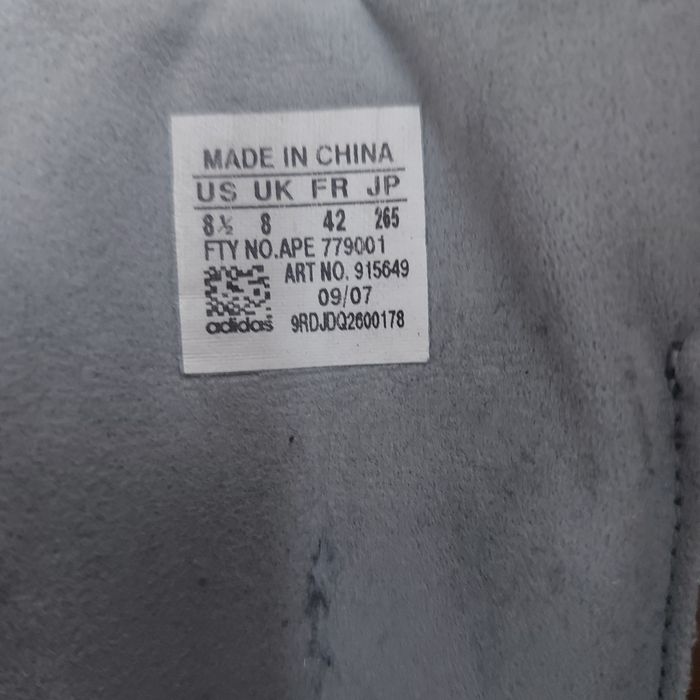 MADE IN CHINA
US UK FR JP
8½ 8 42 265
FTY NO.APE 779001
ART NO. 915649
09/07
adidas 9RDJDQ2600178